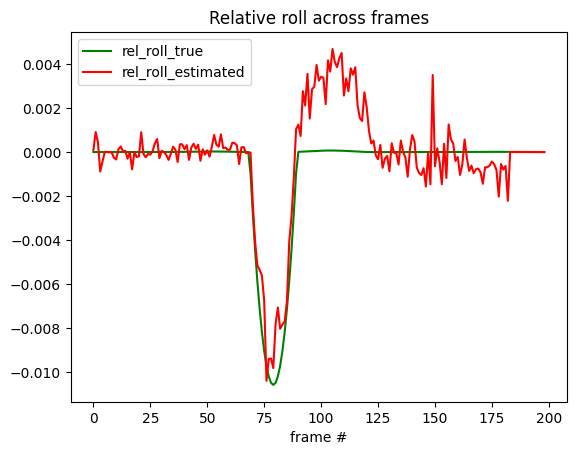 Relative roll across frames
rel_roll_true
rel_roll_estimated
0.004
0.002
0.000
−0.002
−0.004
−0.006
−0.008
−0.010
0 25 50 75 100 125 150 175 200
frame #